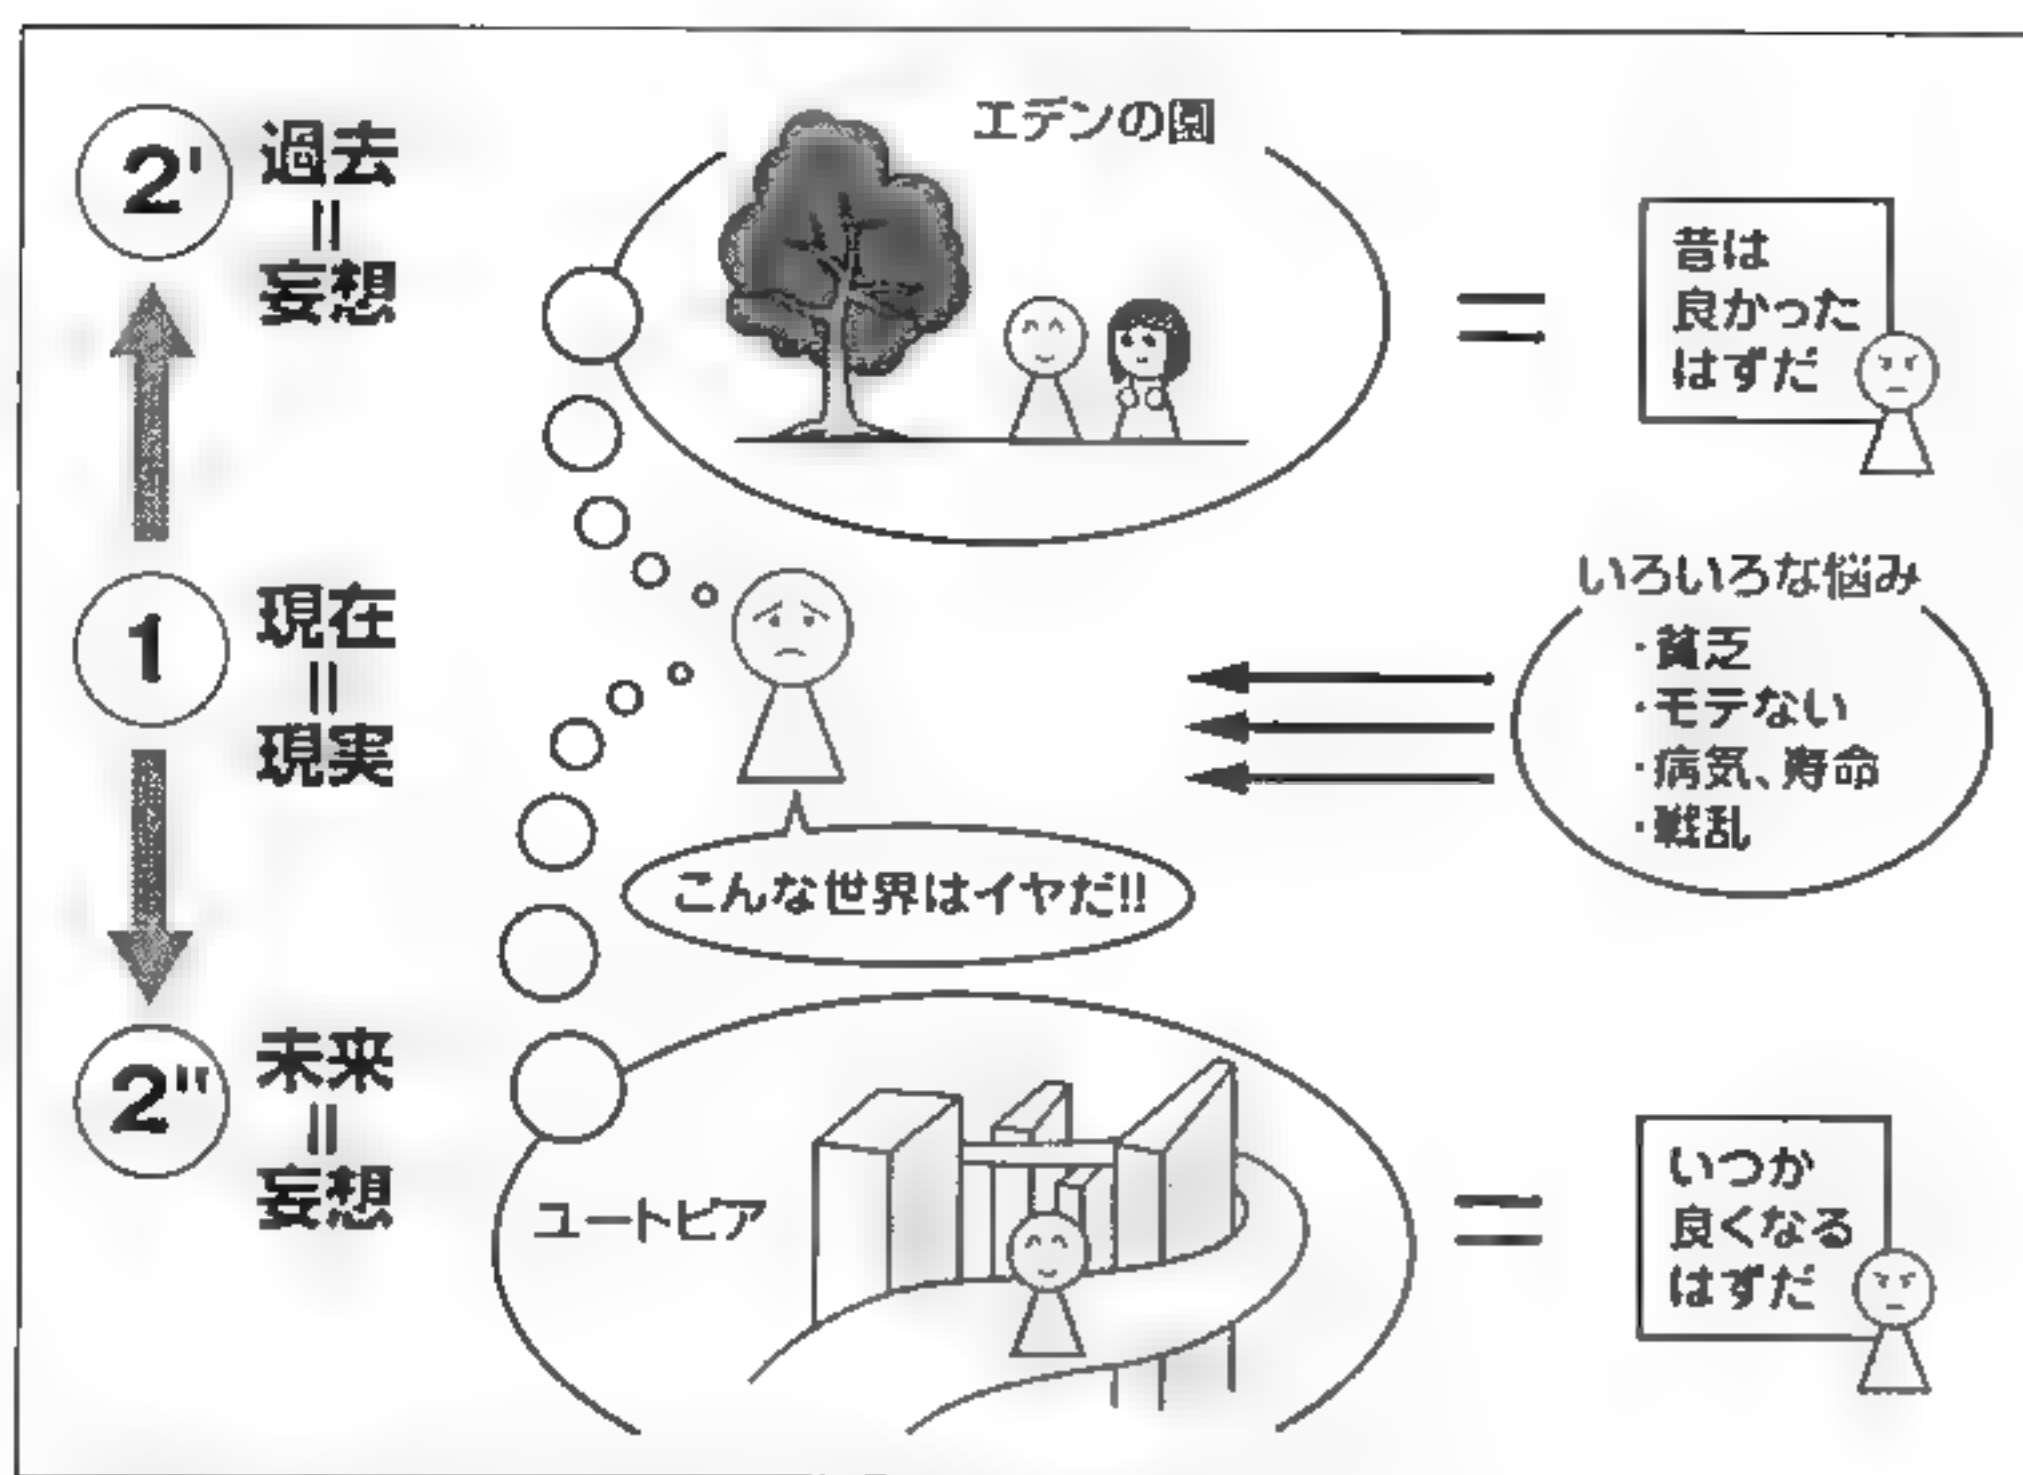 2'
過去
=
妄想
エデンの園
=
昔は
良かった
はずだ
1
現在
=
現実
いろいろな悩み
・貧乏
・モテない
・病気、寿命
・戦乱
こんな世界はイヤだ!!
2"
未来
=
妄想
ユートピア
=
いつか
良くなる
はずだ